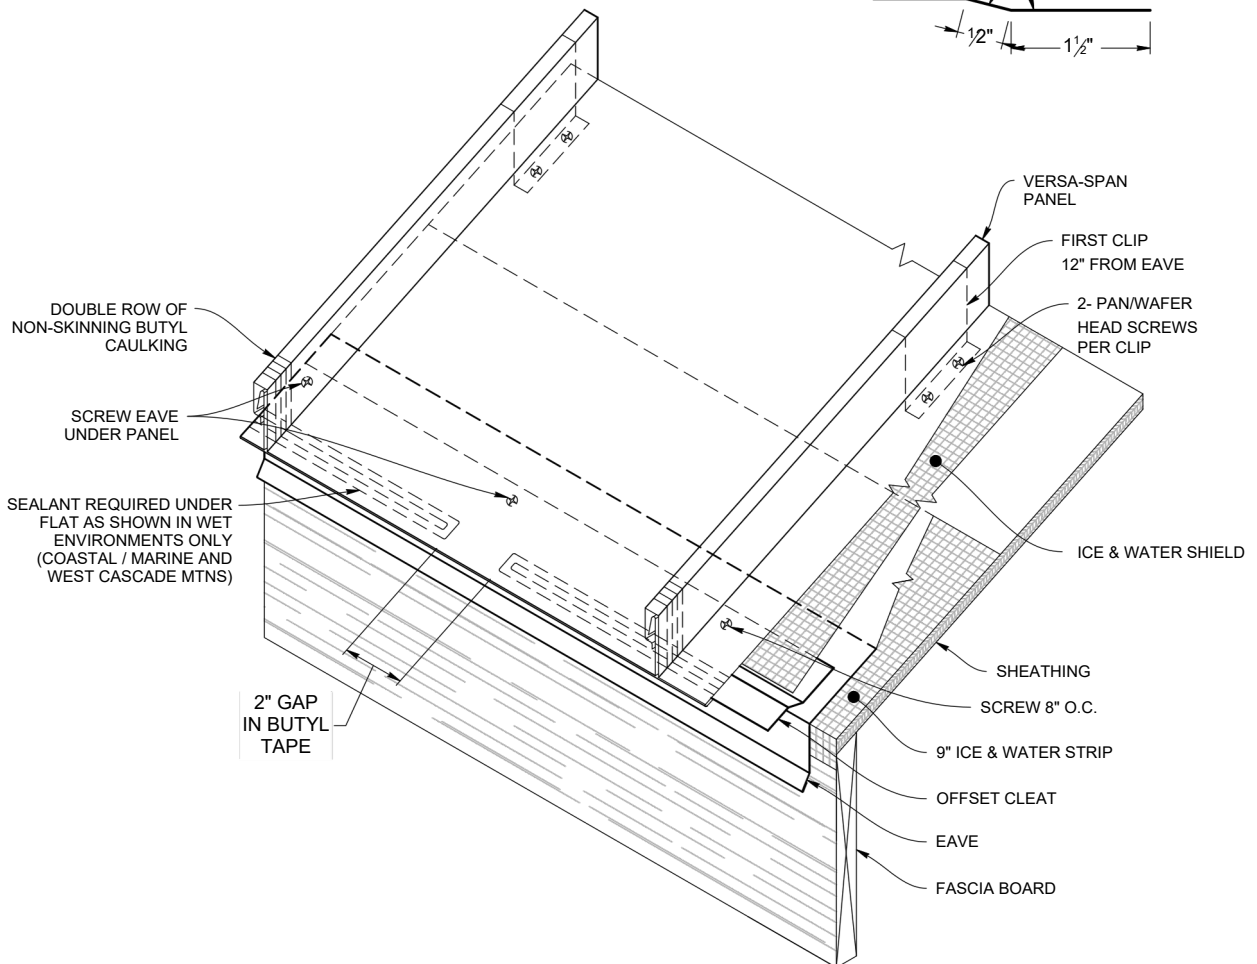 1/2"
1 1/2"
VERSA-SPAN
PANEL
FIRST CLIP
12" FROM EAVE
2- PAN/WAFER
HEAD SCREWS
PER CLIP
DOUBLE ROW OF
NON-SKINNING BUTYL
CAULKING
SCREW EAVE
UNDER PANEL
SEALANT REQUIRED UNDER
FLAT AS SHOWN IN WET
ENVIRONMENTS ONLY
(COASTAL / MARINE AND
WEST CASCADE MTNS)
2" GAP
IN BUTYL
TAPE
ICE & WATER SHIELD
SHEATHING
SCREW 8" O.C.
9" ICE & WATER STRIP
OFFSET CLEAT
EAVE
FASCIA BOARD